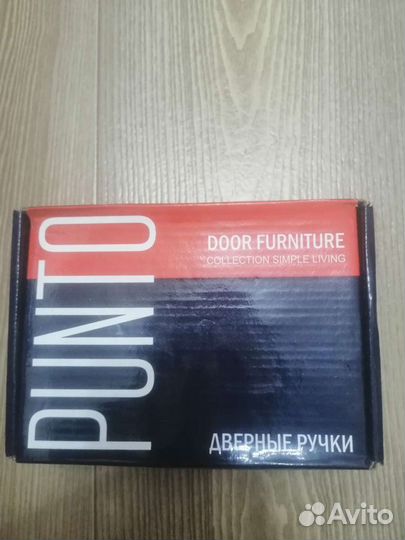 PUNTO
DOOR FURNITURE
COLLECTION SIMPLE LIVING
ДВЕРНЫЕ РУЧКИ
Avito